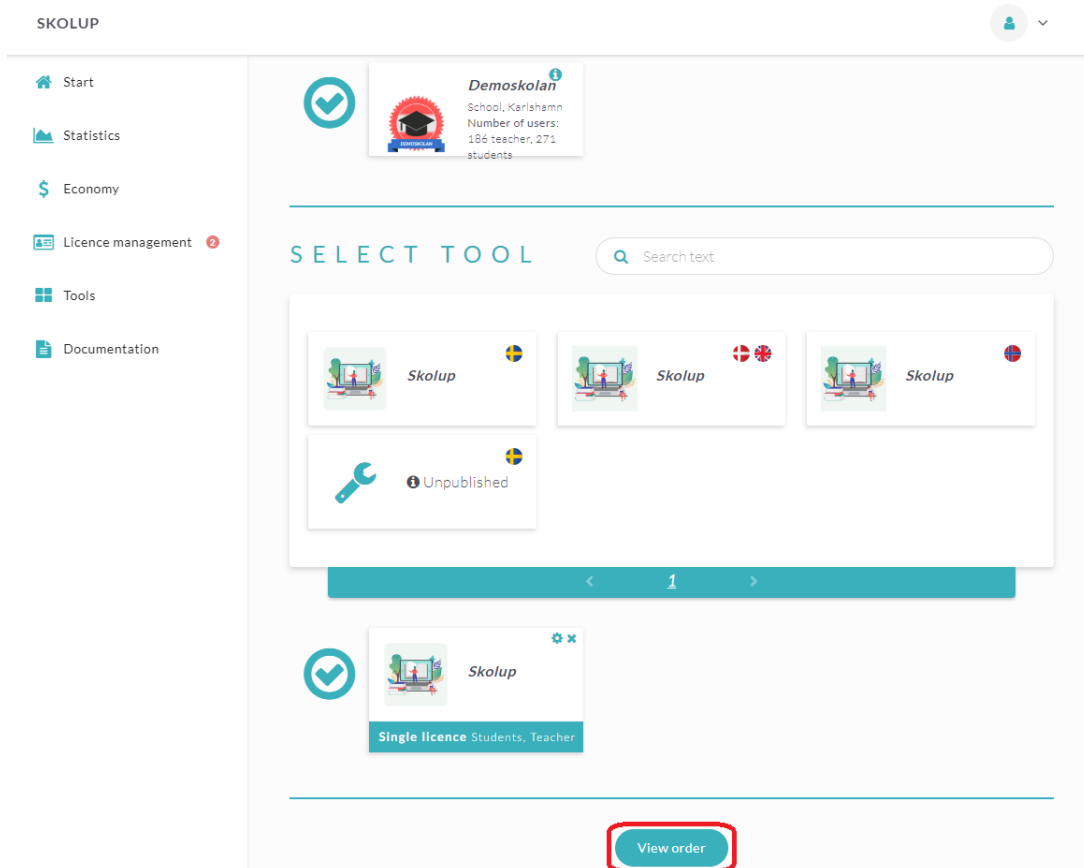 SKOLUP
Start
Statistics
Economy
Licence management 2
Tools
Documentation
Demoskolan
School, Karlshamn
Number of users:
186 teacher, 271
students
DEMOSKOLAN
SELECT TOOL
Search text
Skolup
Skolup
Skolup
Unpublished
< 1 >
Skolup
Single licence Students, Teacher
View order